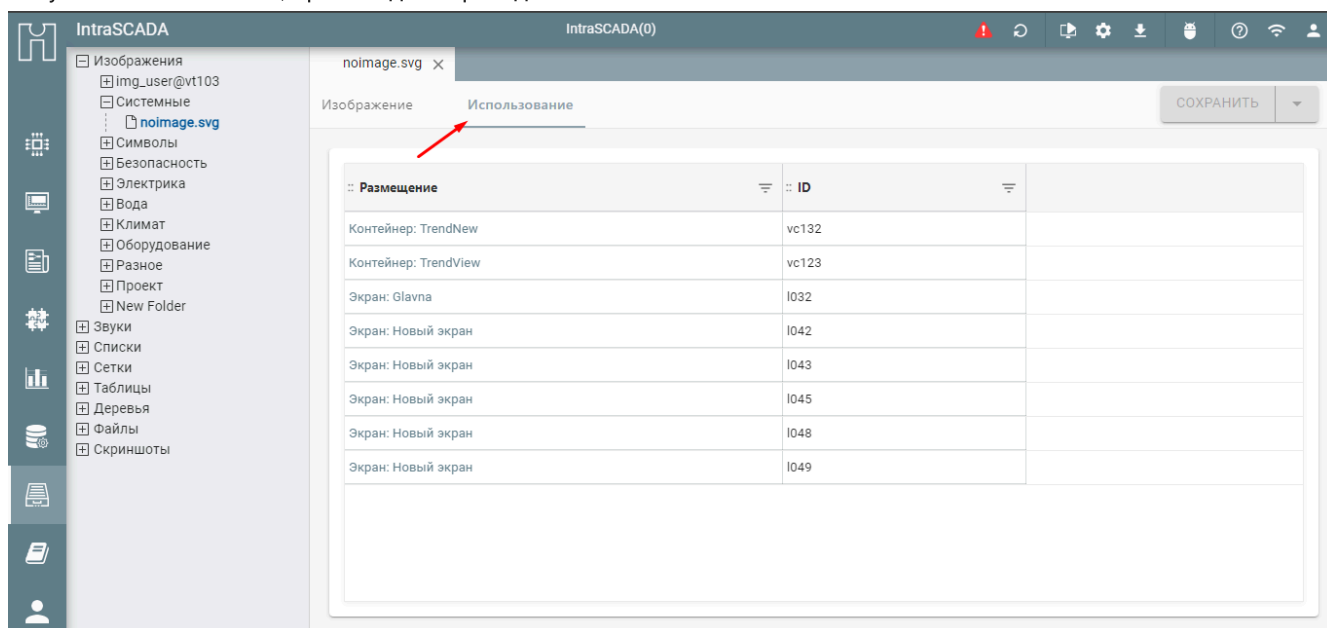 IntraSCADA
IntraSCADA(0)
Изображения
img_user@vt103
Системные
noimage.svg
Символы
Безопасность
Электрика
Вода
Климат
Оборудование
Разное
Проект
New Folder
Звуки
Списки
Сетки
Таблицы
Деревья
Файлы
Скриншоты
noimage.svg
Изображение Использование СОХРАНИТЬ
Размещение ID
Контейнер: TrendNew vc132
Контейнер: TrendView vc123
Экран: Glavna l032
Экран: Новый экран l042
Экран: Новый экран l043
Экран: Новый экран l045
Экран: Новый экран l048
Экран: Новый экран l049